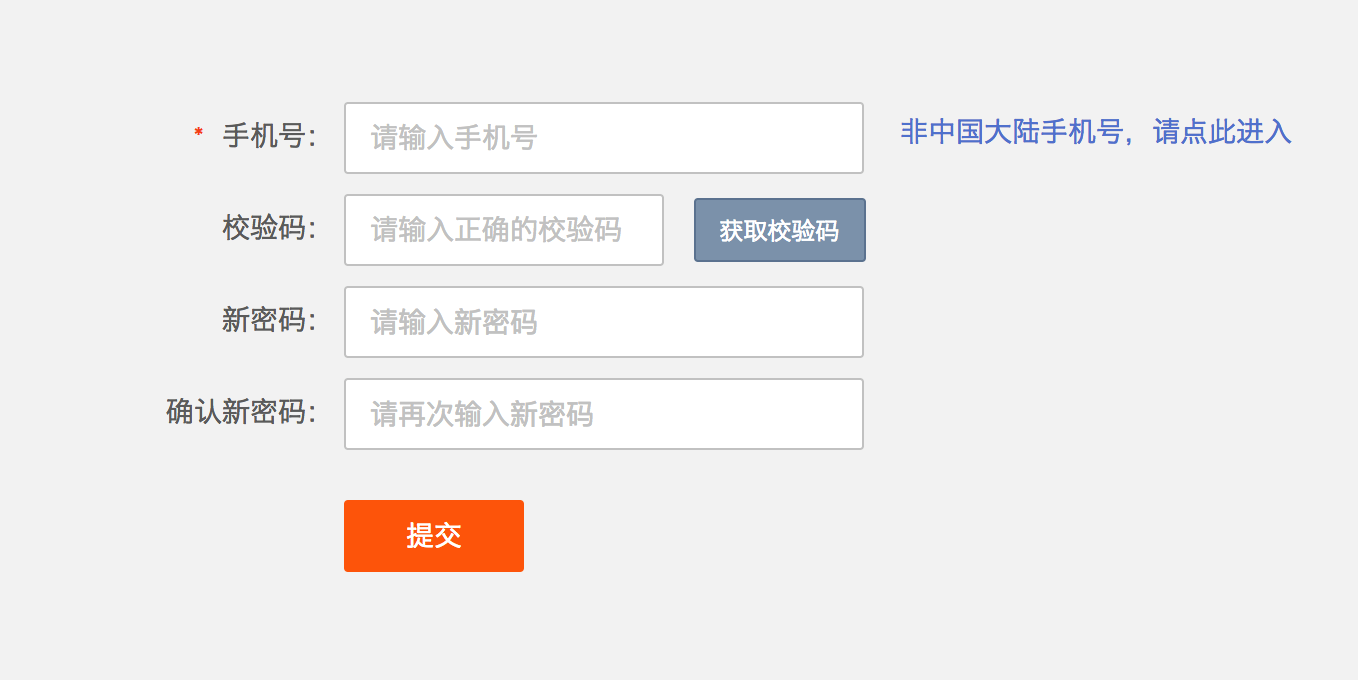 * 手机号： 请输入手机号 非中国大陆手机号，请点此进入
校验码： 请输入正确的校验码 获取校验码
新密码： 请输入新密码
确认新密码： 请再次输入新密码
提交